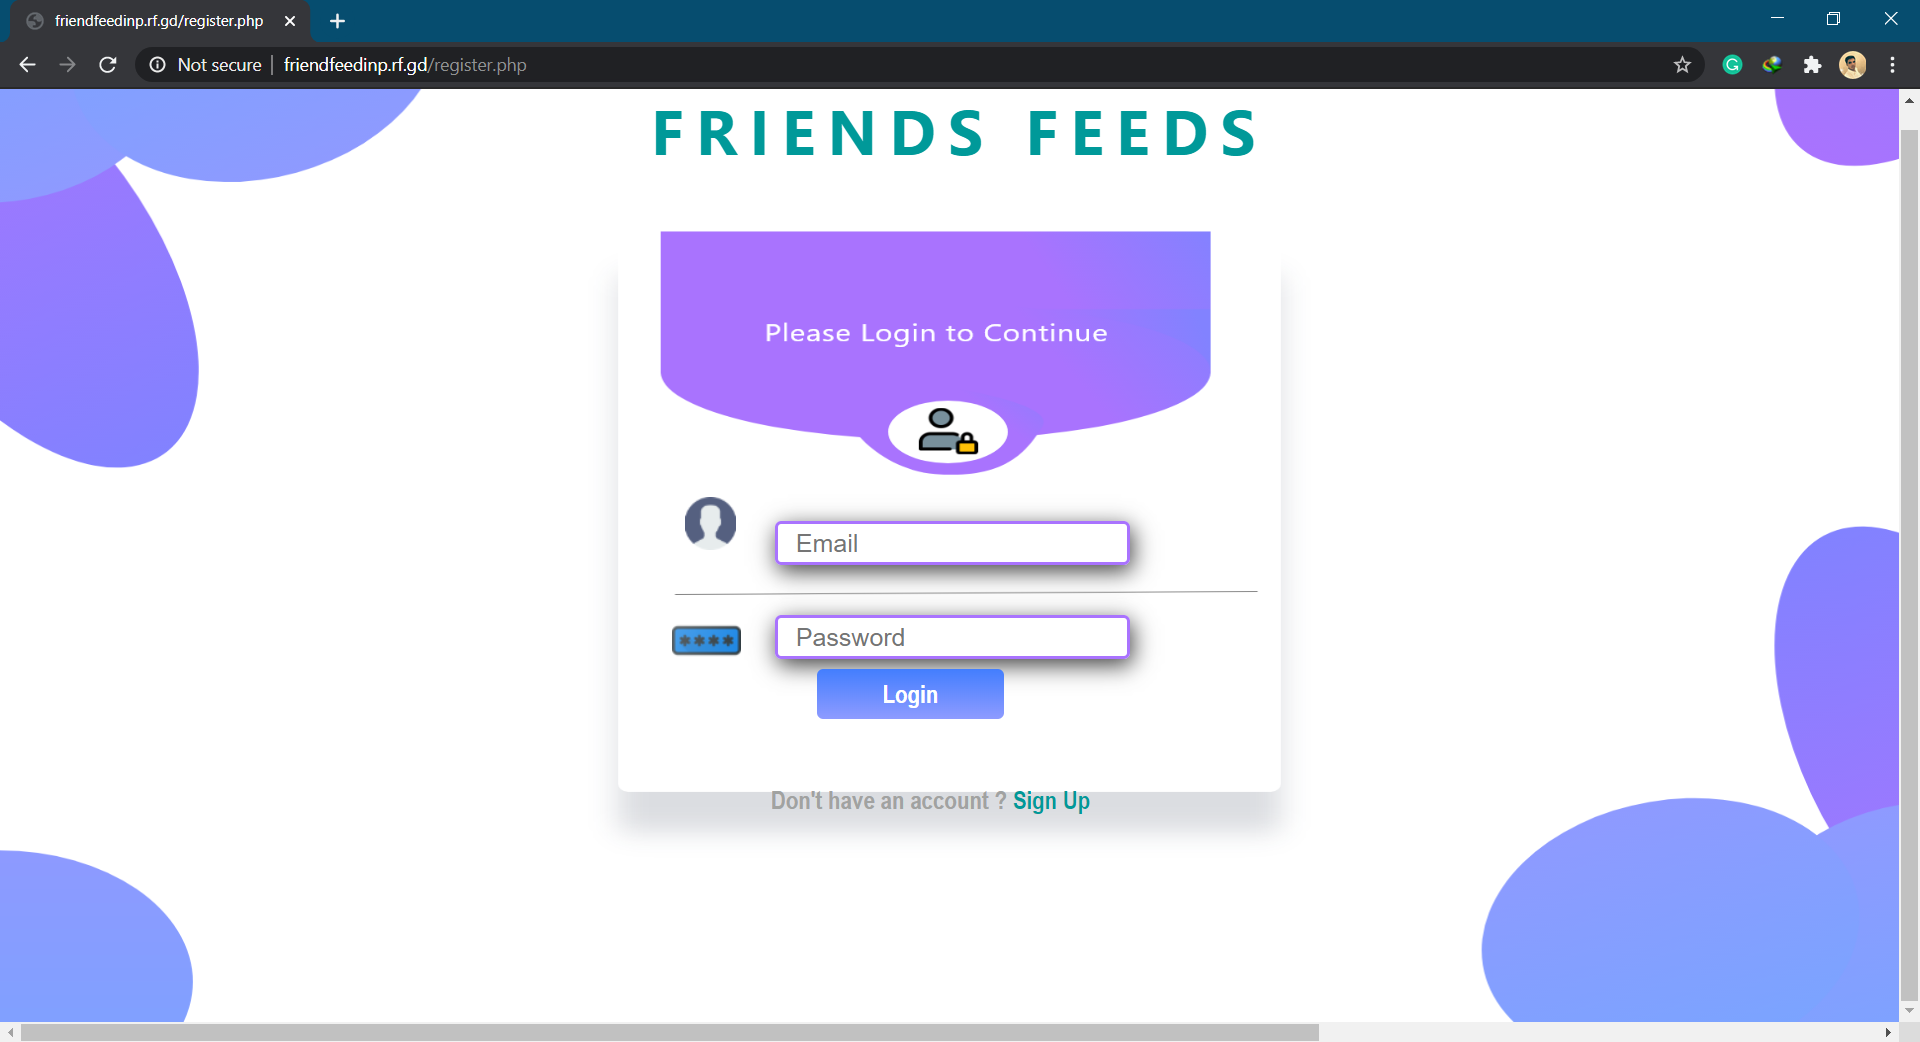 friendfeedinp.rf.gd/register.php
Not secure friendfeedinp.rf.gd/register.php
FRIENDS FEEDS
Please Login to Continue
Email
****
Password
Login
Don't have an account ? Sign Up